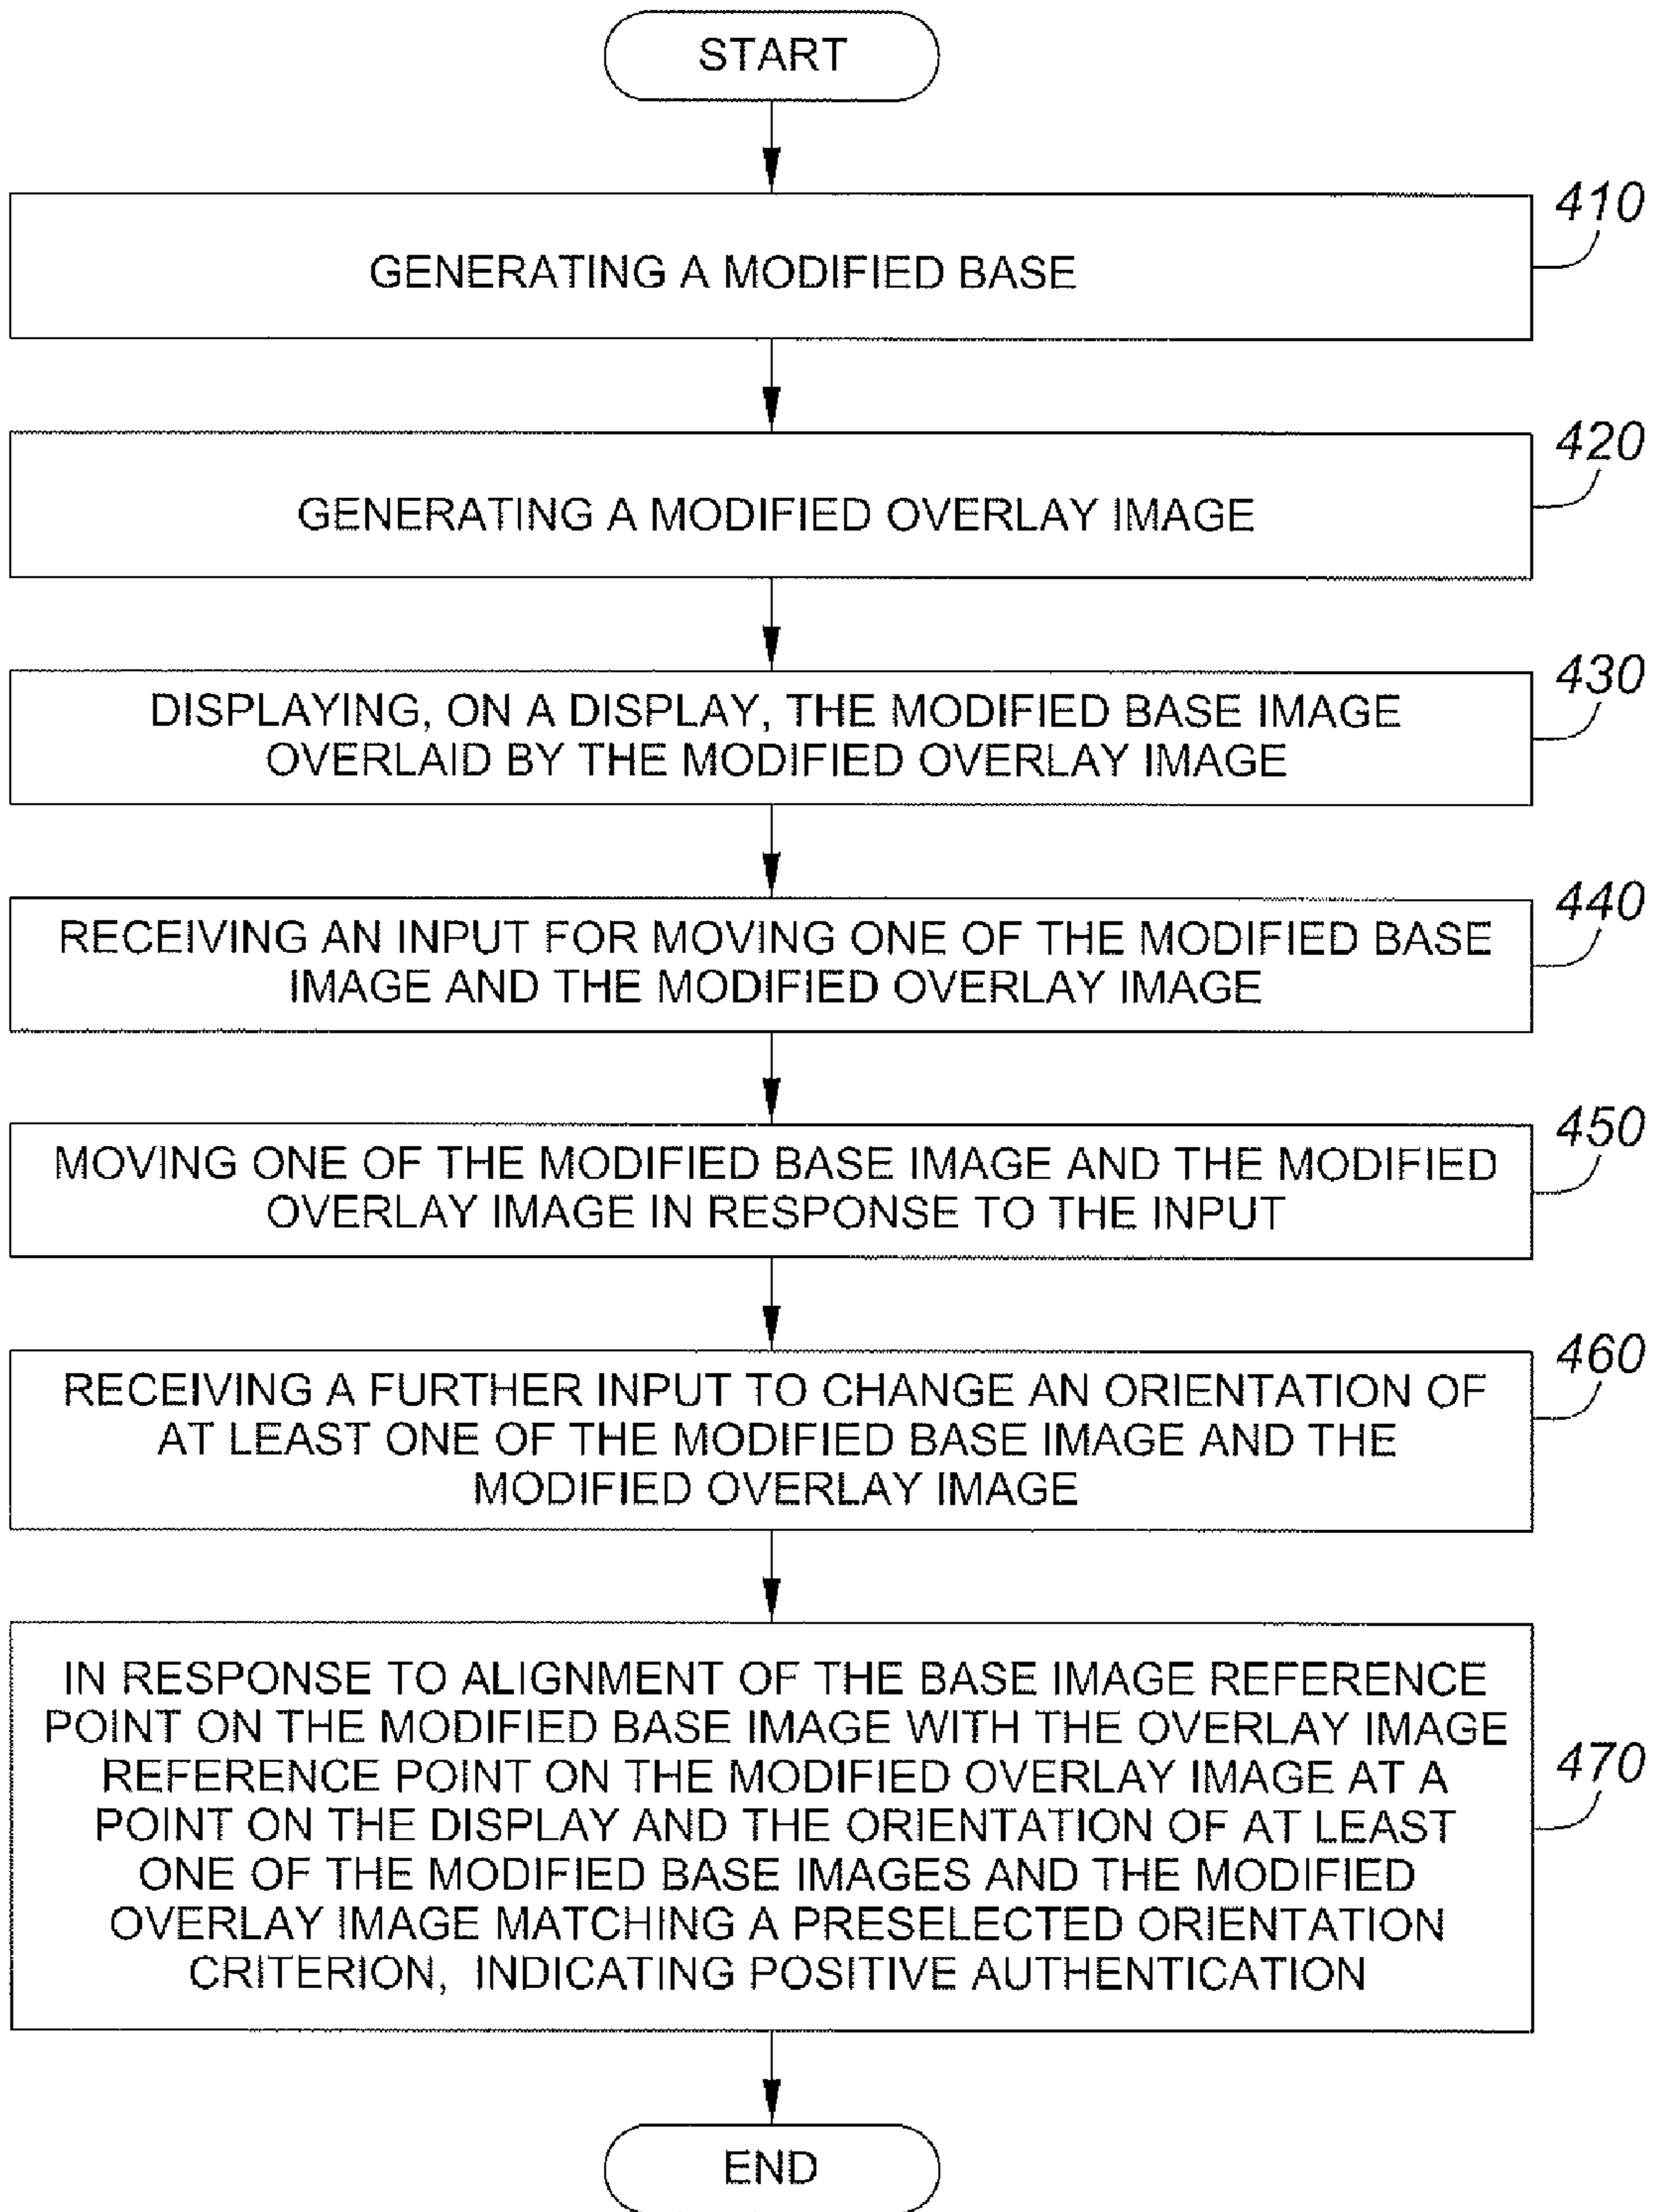 START
410
GENERATING A MODIFIED BASE
420
GENERATING A MODIFIED OVERLAY IMAGE
430
DISPLAYING, ON A DISPLAY, THE MODIFIED BASE IMAGE
OVERLAID BY THE MODIFIED OVERLAY IMAGE
440
RECEIVING AN INPUT FOR MOVING ONE OF THE MODIFIED BASE
IMAGE AND THE MODIFIED OVERLAY IMAGE
450
MOVING ONE OF THE MODIFIED BASE IMAGE AND THE MODIFIED
OVERLAY IMAGE IN RESPONSE TO THE INPUT
460
RECEIVING A FURTHER INPUT TO CHANGE AN ORIENTATION OF
AT LEAST ONE OF THE MODIFIED BASE IMAGE AND THE
MODIFIED OVERLAY IMAGE
470
IN RESPONSE TO ALIGNMENT OF THE BASE IMAGE REFERENCE
POINT ON THE MODIFIED BASE IMAGE WITH THE OVERLAY IMAGE
REFERENCE POINT ON THE MODIFIED OVERLAY IMAGE AT A
POINT ON THE DISPLAY AND THE ORIENTATION OF AT LEAST
ONE OF THE MODIFIED BASE IMAGES AND THE MODIFIED
OVERLAY IMAGE MATCHING A PRESELECTED ORIENTATION
CRITERION, INDICATING POSITIVE AUTHENTICATION
END